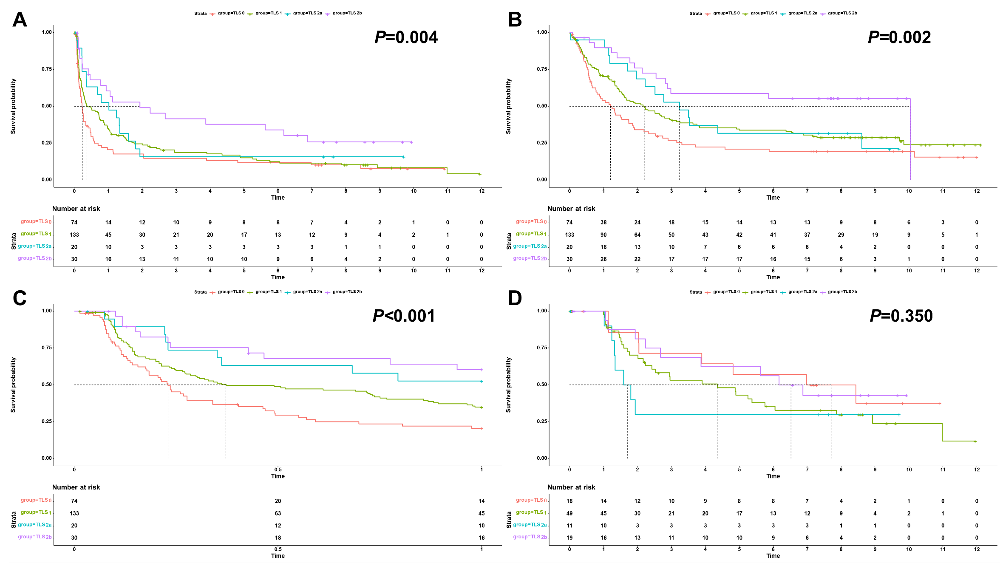 A
Strata group=TLS 0 group=TLS 1 group=TLS 2a group=TLS 2b
P=0.004
Survival probability
1.00
0.75
0.50
0.25
0.00
0 1 2 3 4 5 6 7 8 9 10 11 12
Time
Number at risk
Strata
group=TLS 0 74 14 12 10 9 8 8 7 4 2 1 0 0
group=TLS 1 133 45 30 21 20 17 13 12 9 4 2 1 0
group=TLS 2a 20 10 3 3 3 3 3 3 1 1 0 0 0
group=TLS 2b 30 16 13 11 10 10 9 6 4 2 0 0 0
0 1 2 3 4 5 6 7 8 9 10 11 12
Time
B
Strata group=TLS 0 group=TLS 1 group=TLS 2a group=TLS 2b
P=0.002
Survival probability
1.00
0.75
0.50
0.25
0.00
0 1 2 3 4 5 6 7 8 9 10 11 12
Time
Number at risk
Strata
group=TLS 0 74 38 24 18 15 14 13 13 9 8 6 3 0
group=TLS 1 133 90 64 50 43 42 41 37 29 19 9 5 1
group=TLS 2a 20 18 13 10 7 6 6 6 4 2 0 0 0
group=TLS 2b 30 26 22 17 17 17 16 15 6 3 1 0 0
0 1 2 3 4 5 6 7 8 9 10 11 12
Time
C
Strata group=TLS 0 group=TLS 1 group=TLS 2a group=TLS 2b
P<0.001
Survival probability
1.00
0.75
0.50
0.25
0.00
0 0.5 1
Time
Number at risk
Strata
group=TLS 0 74 20 14
group=TLS 1 133 63 45
group=TLS 2a 20 12 10
group=TLS 2b 30 18 16
0 0.5 1
Time
D
Strata group=TLS 0 group=TLS 1 group=TLS 2a group=TLS 2b
P=0.350
Survival probability
1.00
0.75
0.50
0.25
0.00
0 1 2 3 4 5 6 7 8 9 10 11 12
Time
Number at risk
Strata
group=TLS 0 18 14 12 10 9 8 8 7 4 2 1 0 0
group=TLS 1 49 45 30 21 20 17 13 12 9 4 2 1 0
group=TLS 2a 11 10 3 3 3 3 3 3 1 1 0 0 0
group=TLS 2b 19 16 13 11 10 10 9 6 4 2 0 0 0
0 1 2 3 4 5 6 7 8 9 10 11 12
Time